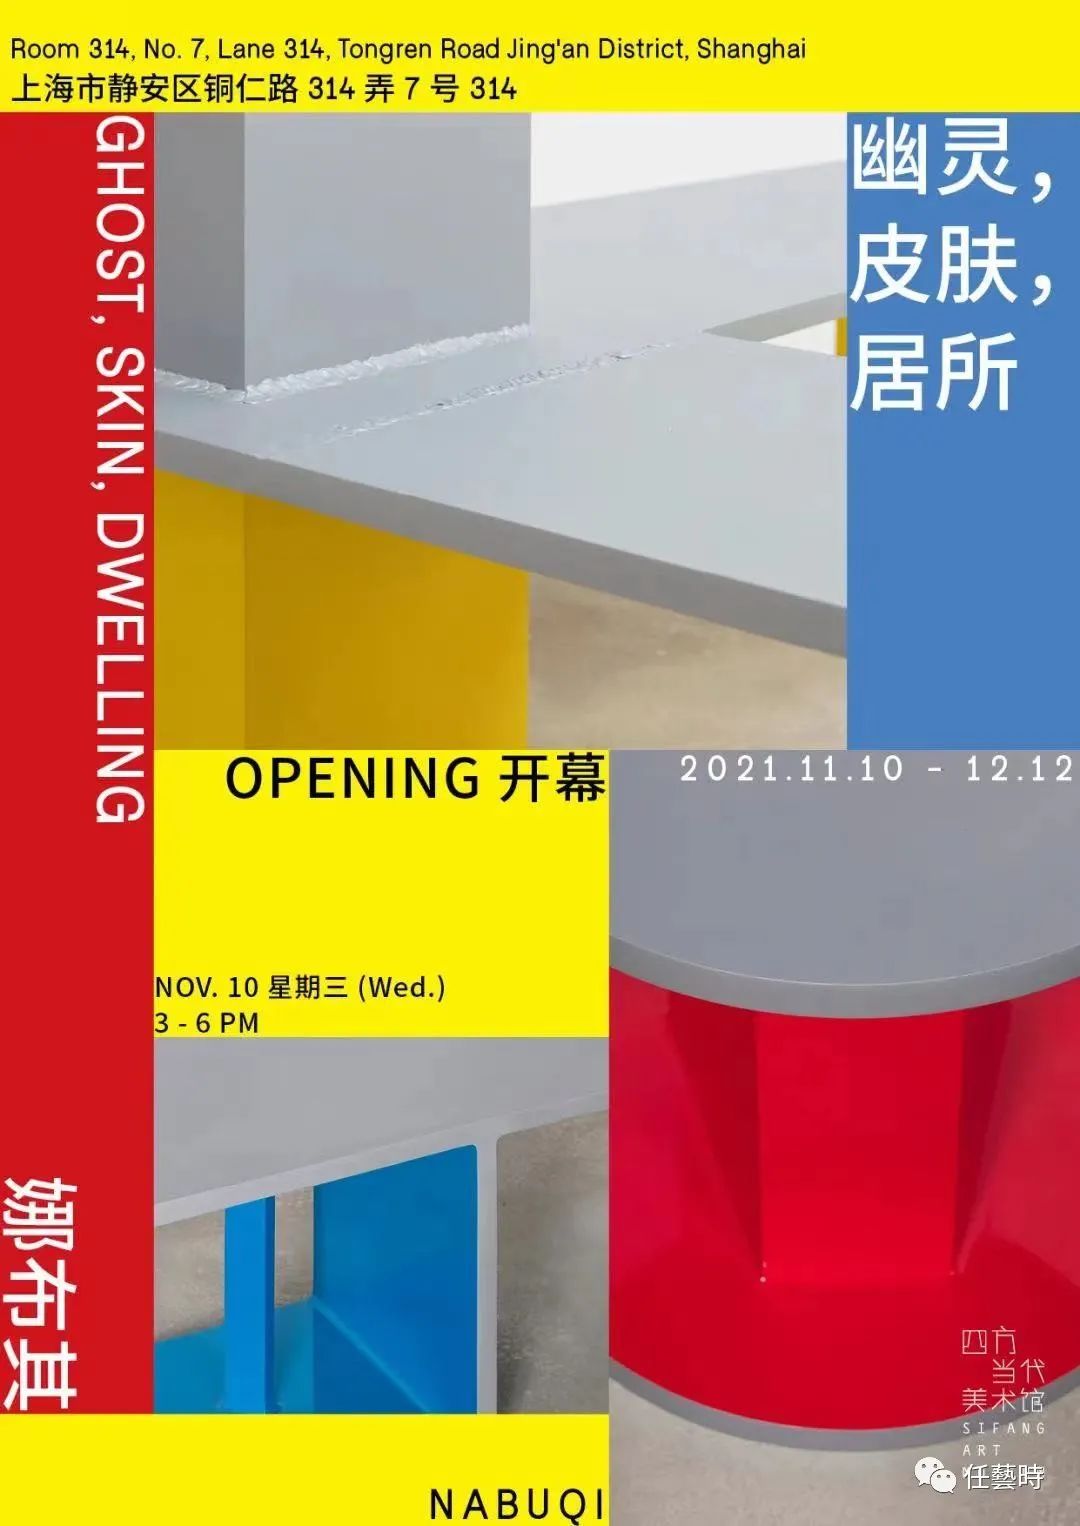 Room 314, No. 7, Lane 314, Tongren Road Jing'an District, Shanghai
上海市静安区铜仁路 314 弄 7 号 314
GHOST, SKIN, DWELLING
幽灵，
皮肤，
居所
OPENING 开幕
2021.11.10 – 12.12
NOV. 10 星期三 (Wed.)
3 - 6 PM
娜布其
四方
当代
美术馆
SIFANG
ART
任藝時
NABUQI